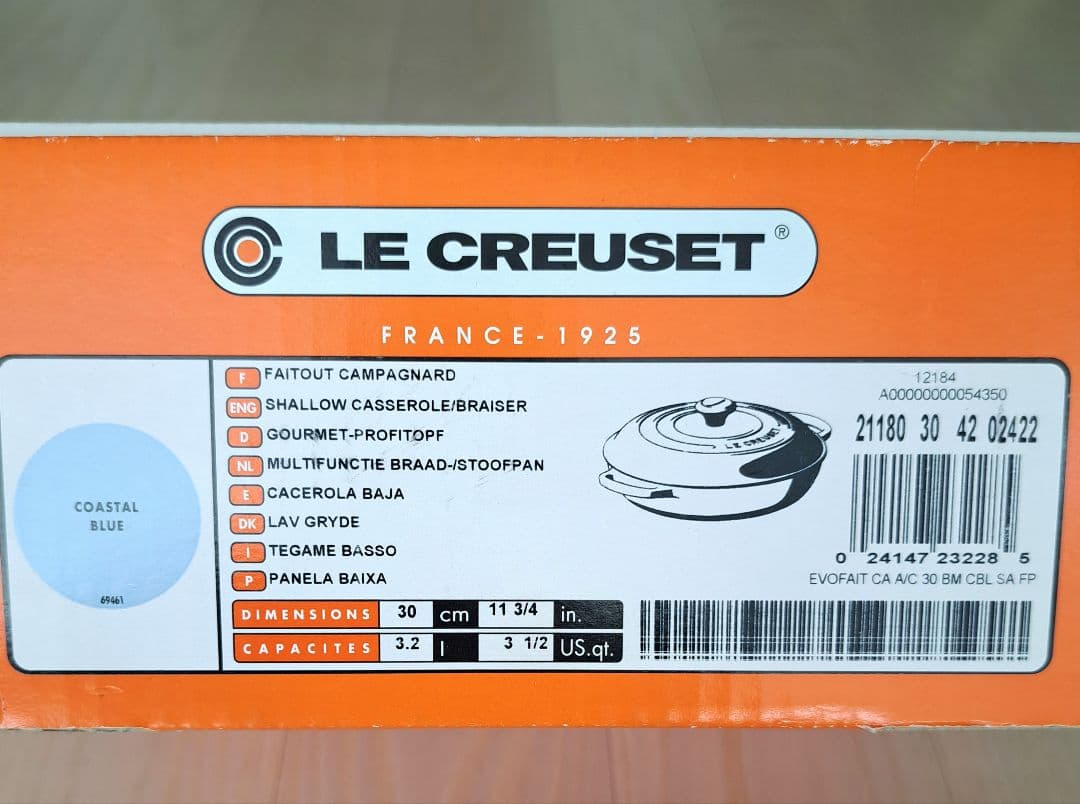 LE CREUSET ®
FRANCE - 1925
COASTAL
BLUE
69461
F FAITOUT CAMPAGNARD
ENG SHALLOW CASSEROLE/BRAISER
D GOURMET-PROFITOPF
NL MULTIFUNCTIE BRAAD-/STOOFPAN
E CACEROLA BAJA
DK LAV GRYDE
I TEGAME BASSO
P PANELA BAIXA
DIMENSIONS 30 cm 11 3/4 in.
CAPACITES 3.2 l 3 1/2 US.qt.
LE CREUSET
12184
A00000000054350
21180 30 42 02422
0 24147 23228 5
EVOFAIT CA A/C 30 BM CBL SA FP